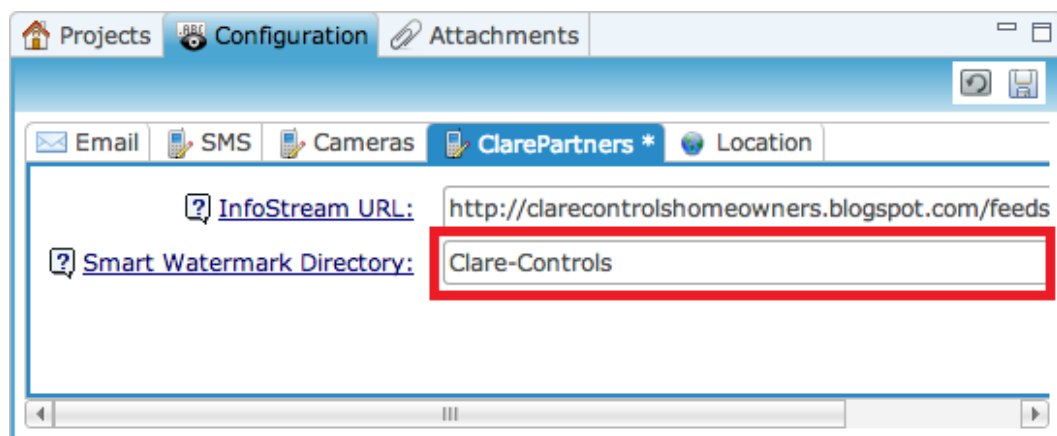 Projects Configuration Attachments
Email SMS Cameras ClarePartners * Location
? InfoStream URL: http://clarecontrolshomeowners.blogspot.com/feeds
? Smart Watermark Directory: Clare-Controls